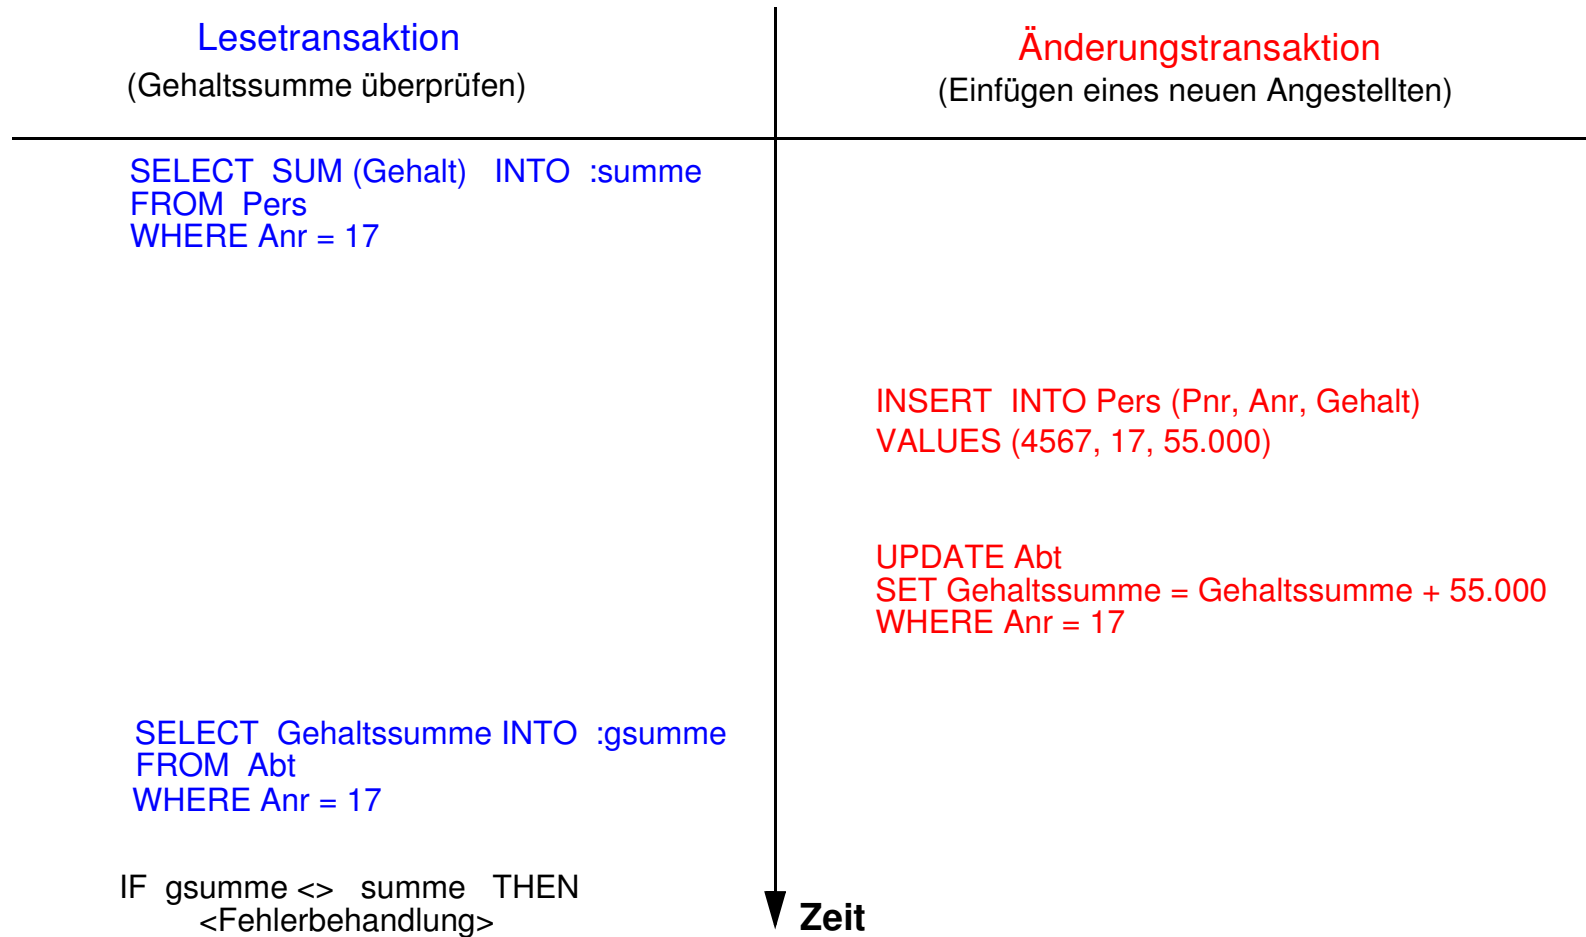 Lesetransaktion
(Gehaltssumme überprüfen)
Änderungstransaktion
(Einfügen eines neuen Angestellten)
SELECT SUM (Gehalt) INTO :summe
FROM Pers
WHERE Anr = 17
INSERT INTO Pers (Pnr, Anr, Gehalt)
VALUES (4567, 17, 55.000)
UPDATE Abt
SET Gehaltssumme = Gehaltssumme + 55.000
WHERE Anr = 17
SELECT Gehaltssumme INTO :gsumme
FROM Abt
WHERE Anr = 17
IF gsumme <> summe THEN
<Fehlerbehandlung>
Zeit